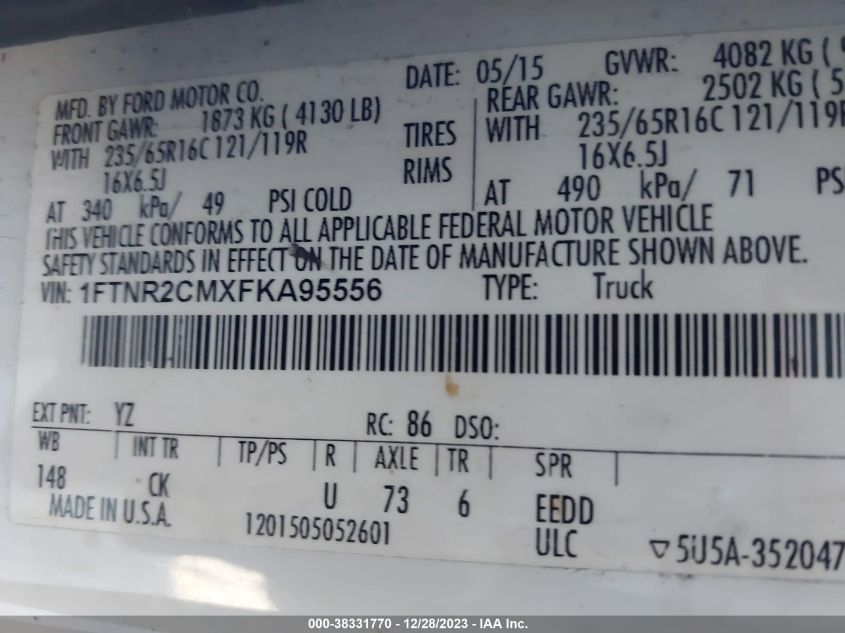 MFD. BY FORD MOTOR CO. DATE: 05/15 GVWR: 4082 KG (
FRONT GAWR: 1873 KG ( 4130 LB) REAR GAWR: 2502 KG ( 5
WITH 235/65R16C 121/119R TIRES WITH 235/65R16C 121/119R
16X6.5J RIMS 16X6.5J
AT 340 kPa/ 49 PSI COLD AT 490 kPa/ 71 PS
THIS VEHICLE CONFORMS TO ALL APPLICABLE FEDERAL MOTOR VEHICLE
SAFETY STANDARDS IN EFFECT ON THE DATE OF MANUFACTURE SHOWN ABOVE.
VIN: 1FTNR2CMXFKA95556 TYPE: Truck
EXT PNT: YZ RC: 86 DSO:
WB INT TR TP/PS R AXLE TR SPR
148 CK U 73 6 EEDD
MADE IN U.S.A. 1201505052601 ULC ▽5U5A-352047
000-38331770 - 12/28/2023 - IAA Inc.